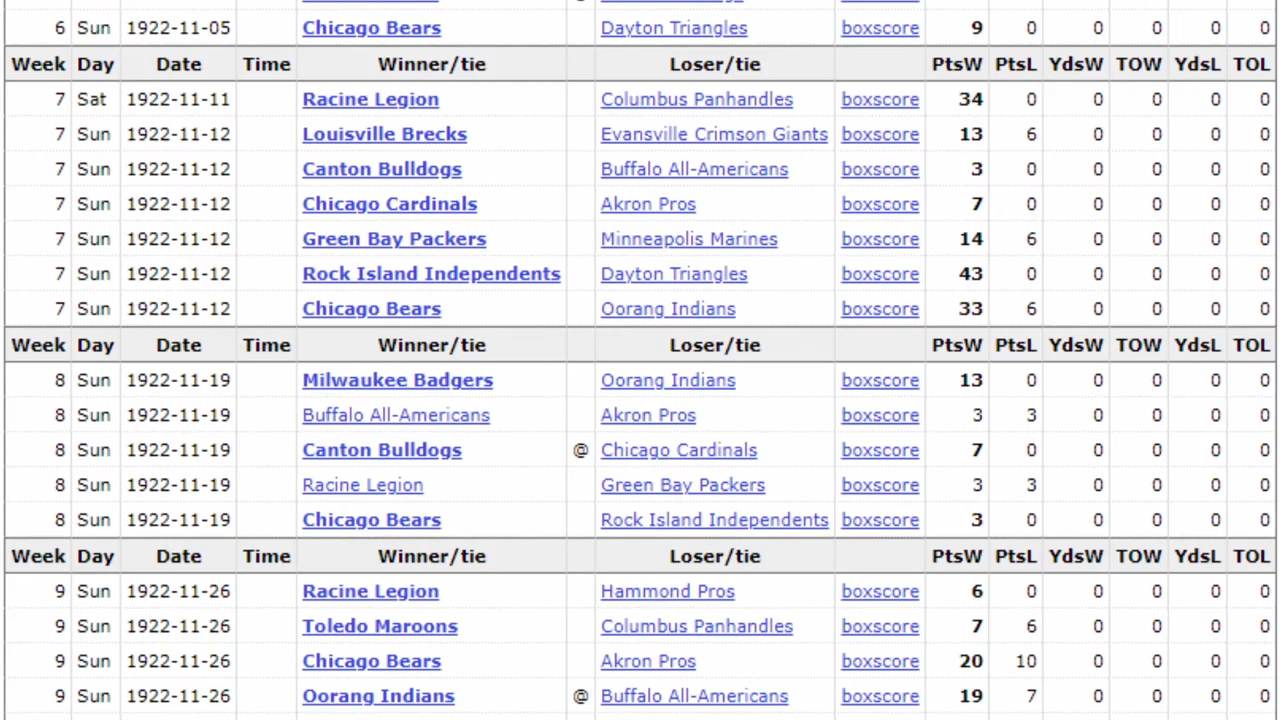 @
6 Sun 1922-11-05 Chicago Bears Dayton Triangles boxscore 9 0 0 0 0 0
Week Day Date Time Winner/tie Loser/tie PtsW PtsL YdsW TOW YdsL TOL
7 Sat 1922-11-11 Racine Legion Columbus Panhandles boxscore 34 0 0 0 0 0
7 Sun 1922-11-12 Louisville Brecks Evansville Crimson Giants boxscore 13 6 0 0 0 0
7 Sun 1922-11-12 Canton Bulldogs Buffalo All-Americans boxscore 3 0 0 0 0 0
7 Sun 1922-11-12 Chicago Cardinals Akron Pros boxscore 7 0 0 0 0 0
7 Sun 1922-11-12 Green Bay Packers Minneapolis Marines boxscore 14 6 0 0 0 0
7 Sun 1922-11-12 Rock Island Independents Dayton Triangles boxscore 43 0 0 0 0 0
7 Sun 1922-11-12 Chicago Bears Oorang Indians boxscore 33 6 0 0 0 0
Week Day Date Time Winner/tie Loser/tie PtsW PtsL YdsW TOW YdsL TOL
8 Sun 1922-11-19 Milwaukee Badgers Oorang Indians boxscore 13 0 0 0 0 0
8 Sun 1922-11-19 Buffalo All-Americans Akron Pros boxscore 3 3 0 0 0 0
8 Sun 1922-11-19 Canton Bulldogs @ Chicago Cardinals boxscore 7 0 0 0 0 0
8 Sun 1922-11-19 Racine Legion Green Bay Packers boxscore 3 3 0 0 0 0
8 Sun 1922-11-19 Chicago Bears Rock Island Independents boxscore 3 0 0 0 0 0
Week Day Date Time Winner/tie Loser/tie PtsW PtsL YdsW TOW YdsL TOL
9 Sun 1922-11-26 Racine Legion Hammond Pros boxscore 6 0 0 0 0 0
9 Sun 1922-11-26 Toledo Maroons Columbus Panhandles boxscore 7 6 0 0 0 0
9 Sun 1922-11-26 Chicago Bears Akron Pros boxscore 20 10 0 0 0 0
9 Sun 1922-11-26 Oorang Indians @ Buffalo All-Americans boxscore 19 7 0 0 0 0